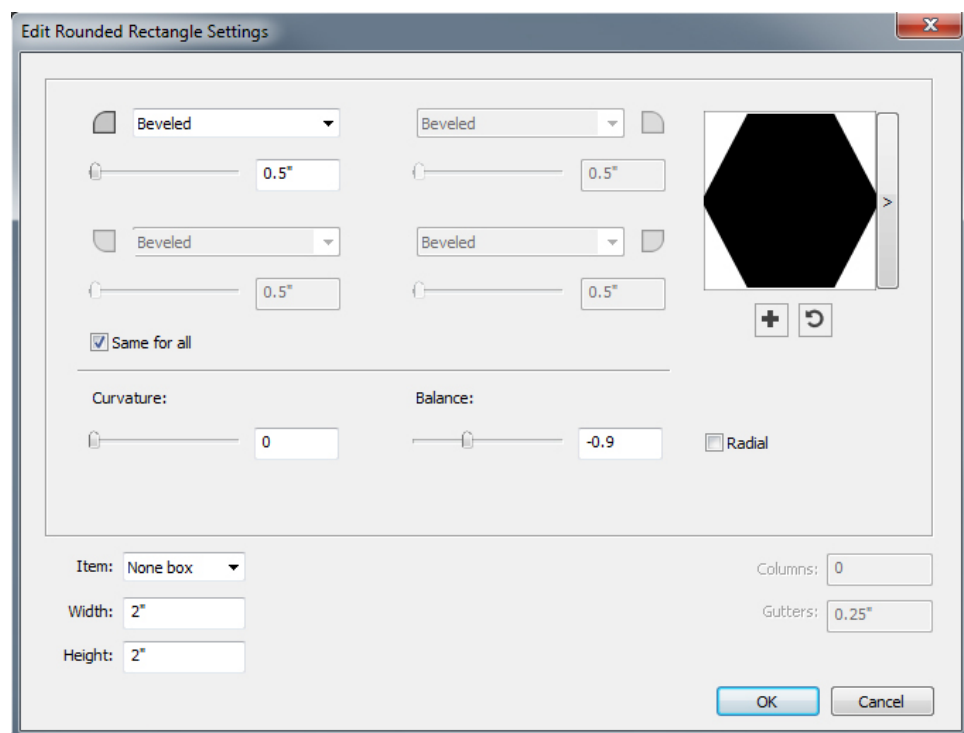 Edit Rounded Rectangle Settings
x
Beveled Beveled
0.5" 0.5"
>
Beveled Beveled
0.5" 0.5"
Same for all
Curvature: Balance:
0 -0.9 Radial
Item: None box Columns: 0
Width: 2" Gutters: 0.25"
Height: 2"
OK Cancel